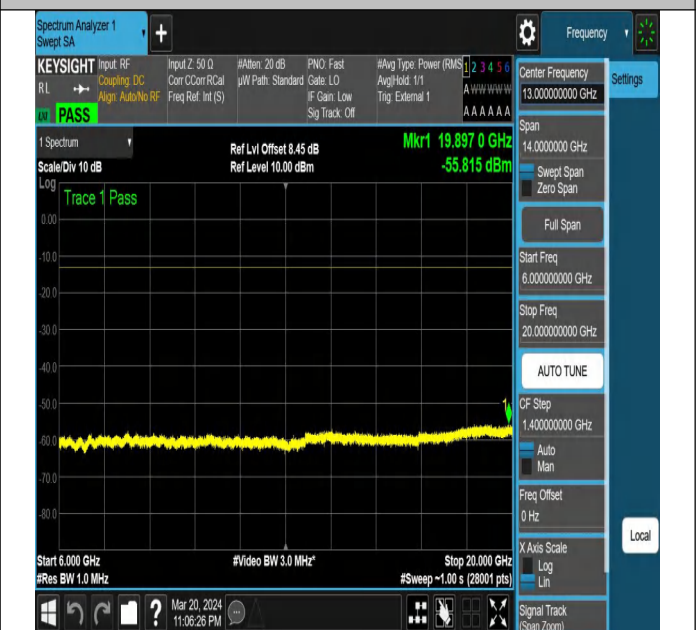 Spectrum Analyzer 1
Swept SA
Frequency
KEYSIGHT
RL
PASS
Input: RF
Coupling: DC
Align: Auto/No RF
Input Z: 50 Ω
Corr CCorr RCal
Freq Ref: Int (S)
#Atten: 20 dB
µW Path: Standard
PNO: Fast
Gate: LO
IF Gain: Low
Sig Track: Off
#Avg Type: Power (RMS
Avg|Hold: 1/1
Trig: External 1
1 2 3 4 5 6
A W W W W W
A A A A A A
1 Spectrum
Scale/Div 10 dB
Ref Lvl Offset 8.45 dB
Ref Level 10.00 dBm
Mkr1 19.897 0 GHz
-55.815 dBm
Log
Trace 1 Pass
0.00
-10.0
-20.0
-30.0
-40.0
-50.0
-60.0
-70.0
-80.0
1
Start 6.000 GHz
#Res BW 1.0 MHz
#Video BW 3.0 MHz*
Stop 20.000 GHz
#Sweep ~1.00 s (28001 pts)
Center Frequency
13.000000000 GHz
Settings
Span
14.0000000 GHz
Swept Span
Zero Span
Full Span
Start Freq
6.000000000 GHz
Stop Freq
20.000000000 GHz
AUTO TUNE
CF Step
1.400000000 GHz
Auto
Man
Freq Offset
0 Hz
X Axis Scale
Log
Lin
Local
Signal Track
(Span Zoom)
?
Mar 20, 2024
11:06:26 PM